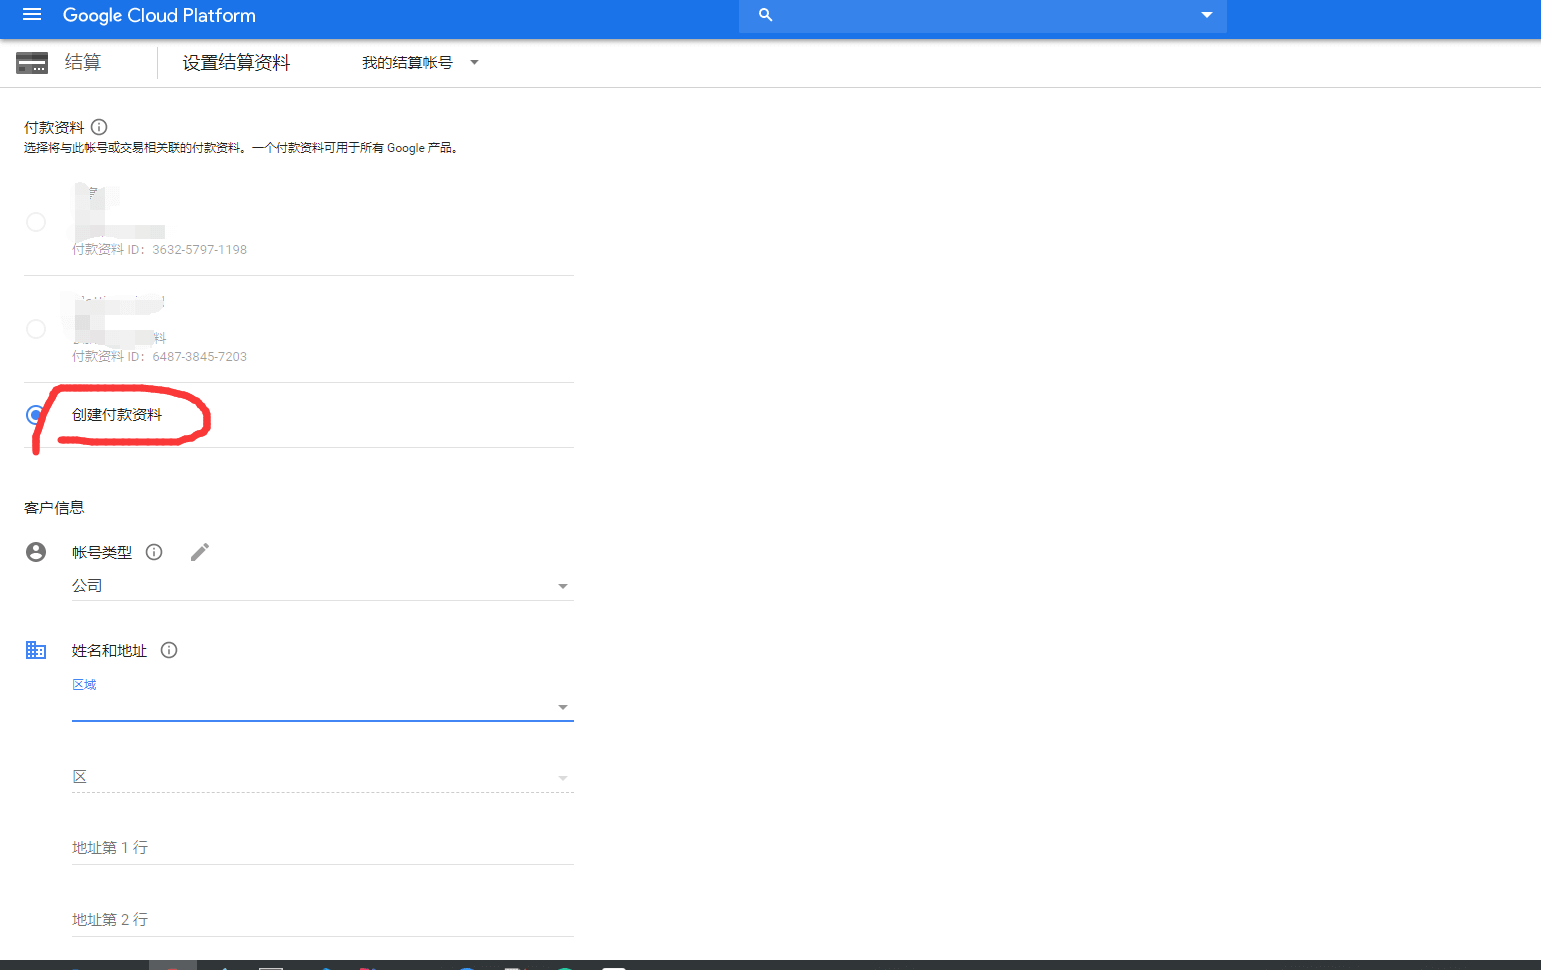 Google Cloud Platform
结算
设置结算资料
我的结算帐号
付款资料
选择将与此帐号或交易相关联的付款资料。一个付款资料可用于所有 Google 产品。
付款资料 ID：3632-5797-1198
料
付款资料 ID：6487-3845-7203
创建付款资料
客户信息
帐号类型
公司
姓名和地址
区域
区
地址第 1 行
地址第 2 行